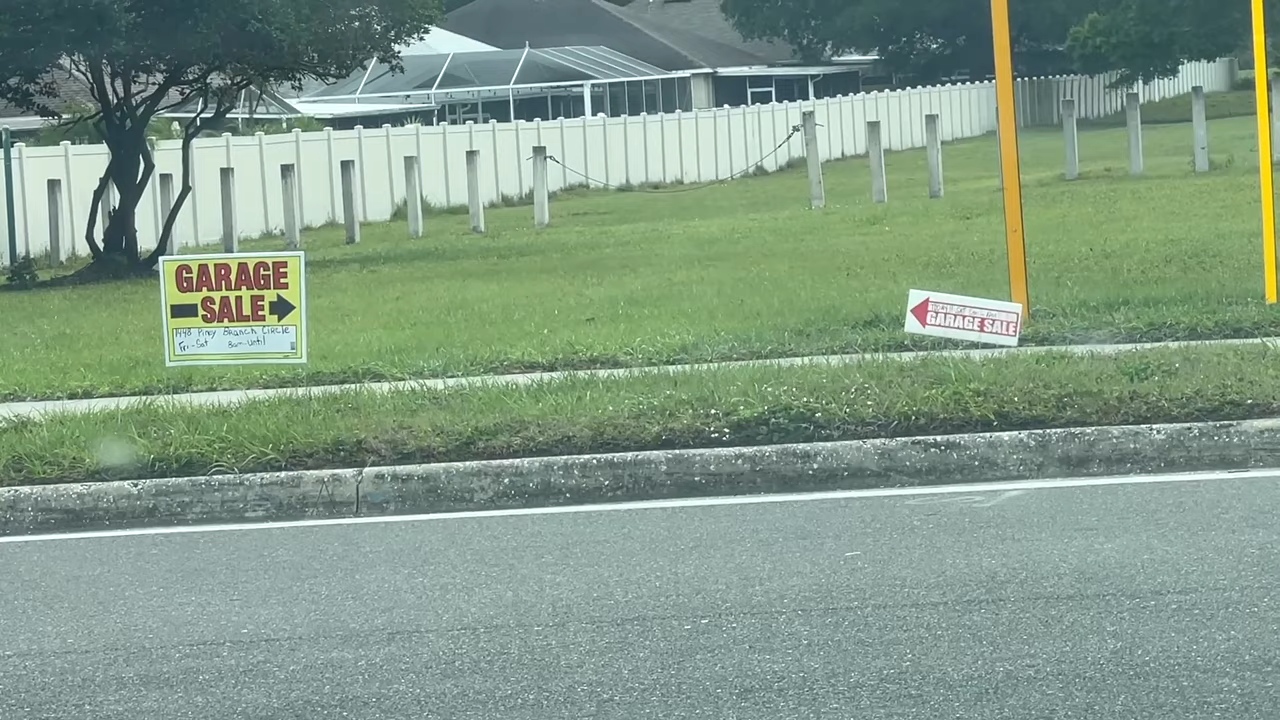 GARAGE
SALE
1448 Piney Branch Circle
Fri-Sat 8am-until
GARAGE SALE